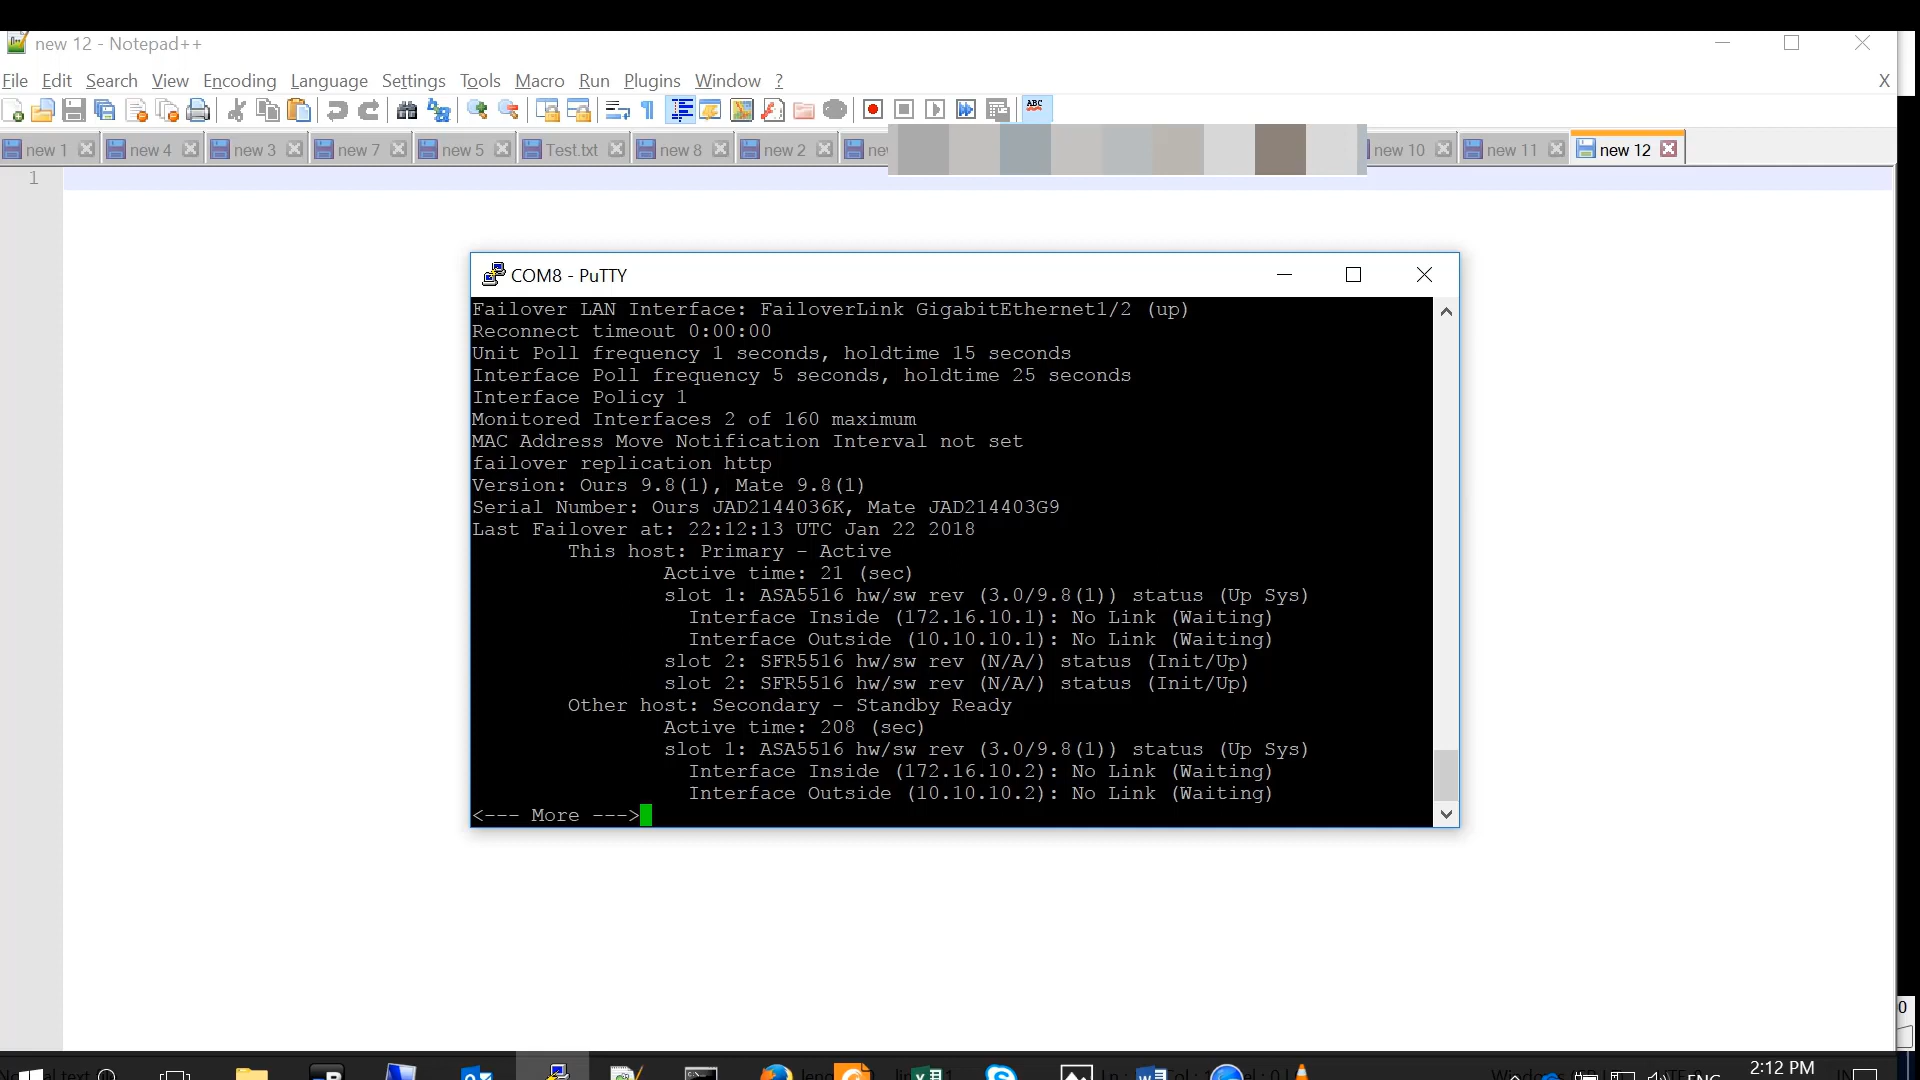 new 12 - Notepad++
File Edit Search View Encoding Language Settings Tools Macro Run Plugins Window ?
X
ABC
new 1 new 4 new 3 new 7 new 5 Test.txt new 8 new 2 new 10 new 11 new 12
1
COM8 - PuTTY
Failover LAN Interface: FailoverLink GigabitEthernet1/2 (up)
Reconnect timeout 0:00:00
Unit Poll frequency 1 seconds, holdtime 15 seconds
Interface Poll frequency 5 seconds, holdtime 25 seconds
Interface Policy 1
Monitored Interfaces 2 of 160 maximum
MAC Address Move Notification Interval not set
failover replication http
Version: Ours 9.8(1), Mate 9.8(1)
Serial Number: Ours JAD2144036K, Mate JAD214403G9
Last Failover at: 22:12:13 UTC Jan 22 2018
This host: Primary - Active
Active time: 21 (sec)
slot 1: ASA5516 hw/sw rev (3.0/9.8(1)) status (Up Sys)
Interface Inside (172.16.10.1): No Link (Waiting)
Interface Outside (10.10.10.1): No Link (Waiting)
slot 2: SFR5516 hw/sw rev (N/A/) status (Init/Up)
slot 2: SFR5516 hw/sw rev (N/A/) status (Init/Up)
Other host: Secondary - Standby Ready
Active time: 208 (sec)
slot 1: ASA5516 hw/sw rev (3.0/9.8(1)) status (Up Sys)
Interface Inside (172.16.10.2): No Link (Waiting)
Interface Outside (10.10.10.2): No Link (Waiting)
<--- More --->
2:12 PM